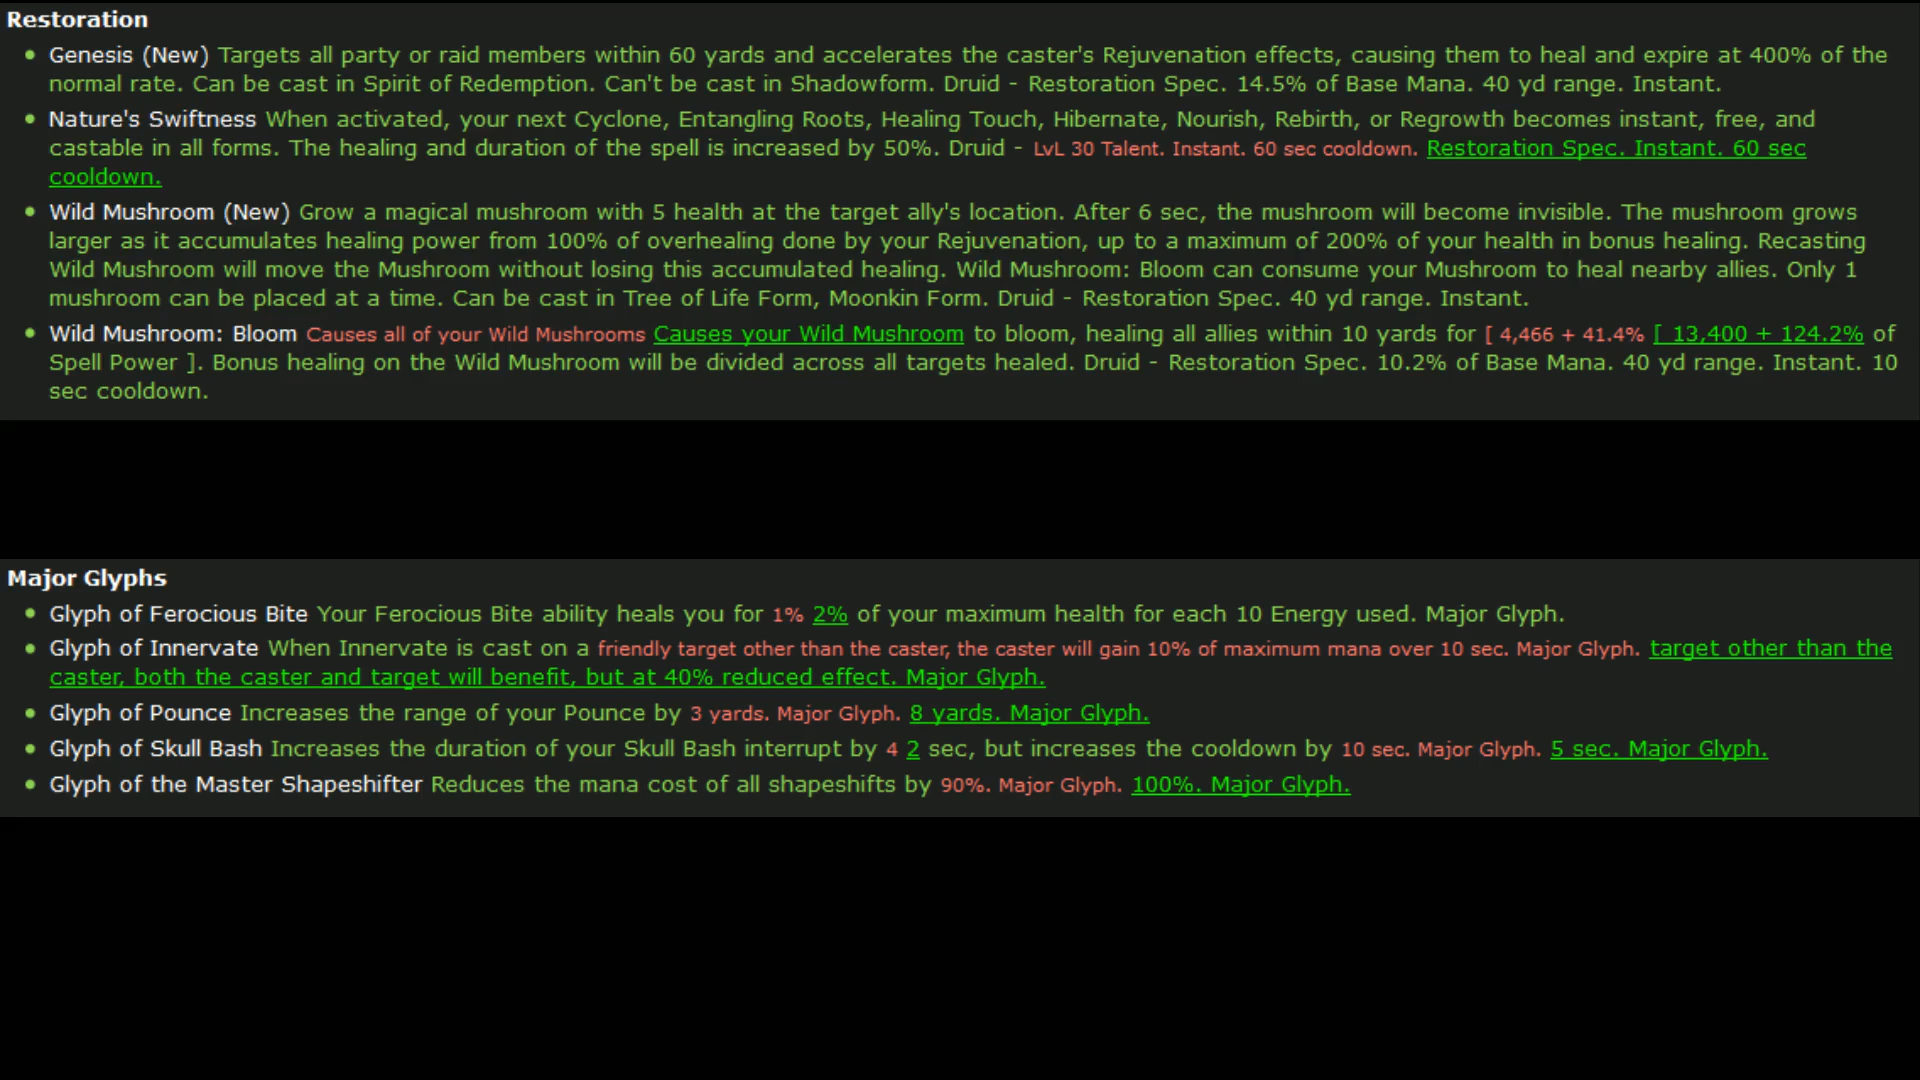 Restoration
Genesis (New) Targets all party or raid members within 60 yards and accelerates the caster's Rejuvenation effects, causing them to heal and expire at 400% of the
normal rate. Can be cast in Spirit of Redemption. Can't be cast in Shadowform. Druid - Restoration Spec. 14.5% of Base Mana. 40 yd range. Instant.
Nature's Swiftness When activated, your next Cyclone, Entangling Roots, Healing Touch, Hibernate, Nourish, Rebirth, or Regrowth becomes instant, free, and
castable in all forms. The healing and duration of the spell is increased by 50%. Druid - LvL 30 Talent. Instant. 60 sec cooldown. Restoration Spec. Instant. 60 sec
cooldown.
Wild Mushroom (New) Grow a magical mushroom with 5 health at the target ally's location. After 6 sec, the mushroom will become invisible. The mushroom grows
larger as it accumulates healing power from 100% of overhealing done by your Rejuvenation, up to a maximum of 200% of your health in bonus healing. Recasting
Wild Mushroom will move the Mushroom without losing this accumulated healing. Wild Mushroom: Bloom can consume your Mushroom to heal nearby allies. Only 1
mushroom can be placed at a time. Can be cast in Tree of Life Form, Moonkin Form. Druid - Restoration Spec. 40 yd range. Instant.
Wild Mushroom: Bloom Causes all of your Wild Mushrooms Causes your Wild Mushroom to bloom, healing all allies within 10 yards for [ 4,466 + 41.4% [ 13,400 + 124.2% of
Spell Power ]. Bonus healing on the Wild Mushroom will be divided across all targets healed. Druid - Restoration Spec. 10.2% of Base Mana. 40 yd range. Instant. 10
sec cooldown.
Major Glyphs
Glyph of Ferocious Bite Your Ferocious Bite ability heals you for 1% 2% of your maximum health for each 10 Energy used. Major Glyph.
Glyph of Innervate When Innervate is cast on a friendly target other than the caster, the caster will gain 10% of maximum mana over 10 sec. Major Glyph. target other than the
caster, both the caster and target will benefit, but at 40% reduced effect. Major Glyph.
Glyph of Pounce Increases the range of your Pounce by 3 yards. Major Glyph. 8 yards. Major Glyph.
Glyph of Skull Bash Increases the duration of your Skull Bash interrupt by 4 2 sec, but increases the cooldown by 10 sec. Major Glyph. 5 sec. Major Glyph.
Glyph of the Master Shapeshifter Reduces the mana cost of all shapeshifts by 90%. Major Glyph. 100%. Major Glyph.